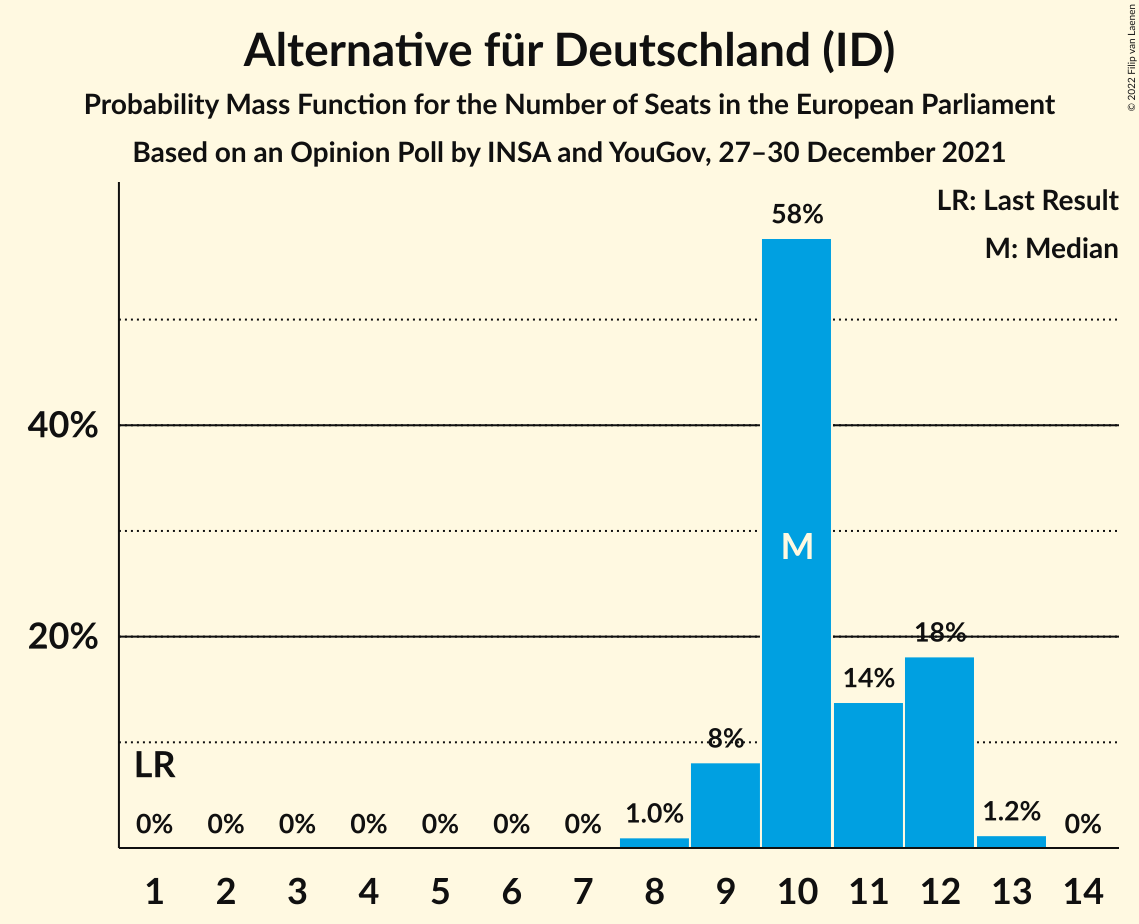 Alternative für Deutschland (ID)
Probability Mass Function for the Number of Seats in the European Parliament
Based on an Opinion Poll by INSA and YouGov, 27–30 December 2021
© 2022 Filip van Laenen
LR: Last Result
M: Median
58%
40%
M
20%
18%
14%
8%
LR
0% 0% 0% 0% 0% 0% 0% 1.0% 1.2% 0%
1 2 3 4 5 6 7 8 9 10 11 12 13 14